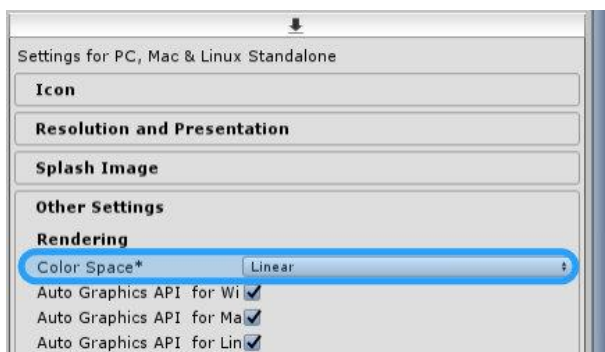 Settings for PC, Mac & Linux Standalone
Icon
Resolution and Presentation
Splash Image
Other Settings
Rendering
Color Space* Linear
Auto Graphics API for Wi
Auto Graphics API for Ma
Auto Graphics API for Lin